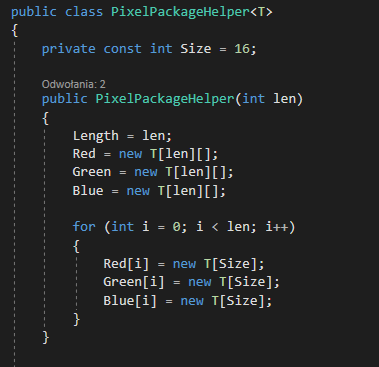 public class PixelPackageHelper<T>
{
private const int Size = 16;
Odwołania: 2
public PixelPackageHelper(int len)
{
Length = len;
Red = new T[len][];
Green = new T[len][];
Blue = new T[len][];
for (int i = 0; i < len; i++)
{
Red[i] = new T[Size];
Green[i] = new T[Size];
Blue[i] = new T[Size];
}
}